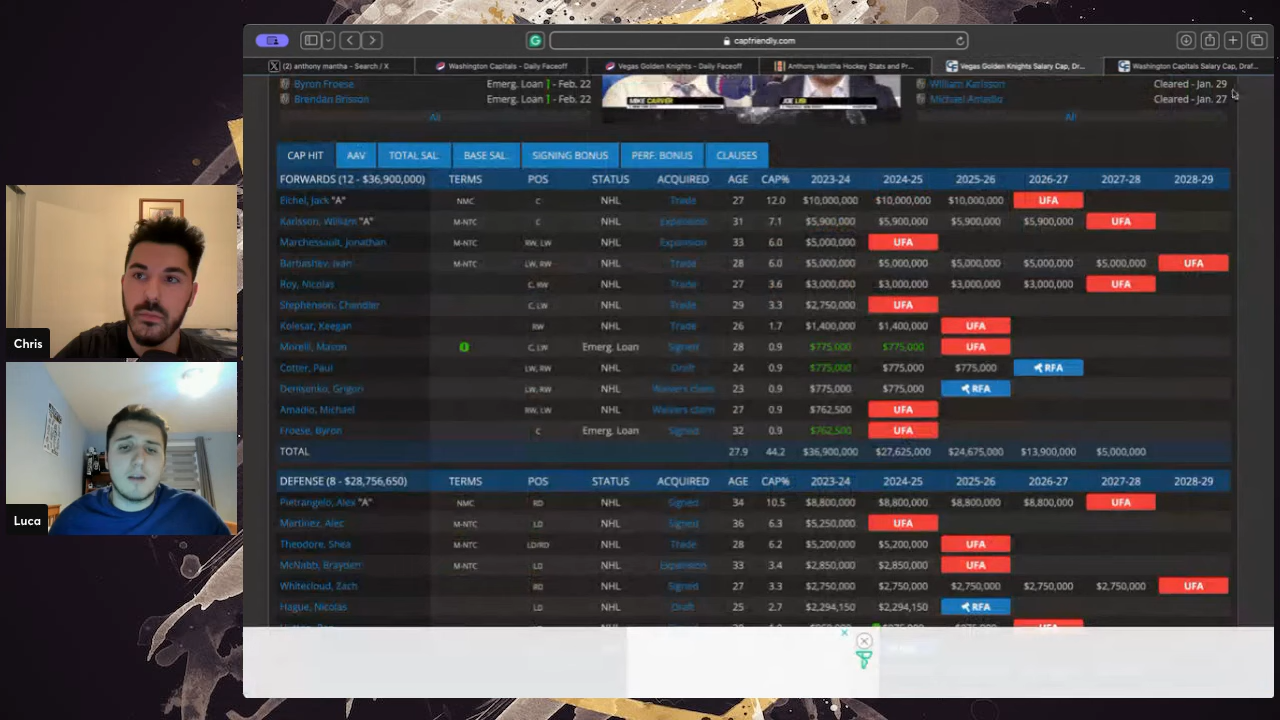 capfriendly.com
(2) anthony mantha - Search / X
Washington Capitals - Daily Faceoff
Vegas Golden Knights - Daily Faceoff
Anthony Mantha Hockey Stats and Pr...
Vegas Golden Knights Salary Cap, Dr...
Washington Capitals Salary Cap, Draf...
Byron Froese Emerg. Loan - Feb, 22
William Karlsson Cleared - Jan. 29
Brendan Brisson Emerg. Loan - Feb, 22
Michael Amadio Cleared - Jan. 27
All
All
MIKE CARVER
CAP HIT AAV TOTAL SAL. BASE SAL. SIGNING BONUS PERF. BONUS CLAUSES
FORWARDS (12 - $36,900,000) TERMS POS STATUS ACQUIRED AGE CAP% 2023-24 2024-25 2025-26 2026-27 2027-28 2028-29
Eichel, Jack "A" NMC C NHL Trade 27 12.0 $10,000,000 $10,000,000 $10,000,000 UFA
Karlsson, William "A" M-NTC C NHL Expansion 31 7.1 $5,900,000 $5,900,000 $5,900,000 $5,900,000 UFA
Marchessault, Jonathan M-NTC RW, LW NHL Expansion 33 6.0 $5,000,000 UFA
Barbashev, Ivan M-NTC LW, RW NHL Trade 28 6.0 $5,000,000 $5,000,000 $5,000,000 $5,000,000 $5,000,000 UFA
Roy, Nicolas C, RW NHL Trade 27 3.6 $3,000,000 $3,000,000 $3,000,000 $3,000,000 UFA
Stephenson, Chandler C, LW NHL Trade 29 3.3 $2,750,000 UFA
Kolesar, Keegan RW NHL Trade 26 1.7 $1,400,000 $1,400,000 UFA
Morelli, Mason C, LW Emerg. Loan Signed 28 0.9 $775,000 $775,000 UFA
Cotter, Paul LW, RW NHL Draft 24 0.9 $775,000 $775,000 $775,000 RFA
Denisenko, Grigori LW, RW NHL Waivers claim 23 0.9 $775,000 $775,000 RFA
Amadio, Michael RW, LW NHL Waivers claim 27 0.9 $762,500 UFA
Froese, Byron C Emerg. Loan Signed 32 0.9 $762,500 UFA
TOTAL 27.9 44.2 $36,900,000 $27,625,000 $24,675,000 $13,900,000 $5,000,000
DEFENSE (8 - $28,756,650) TERMS POS STATUS ACQUIRED AGE CAP% 2023-24 2024-25 2025-26 2026-27 2027-28 2028-29
Pietrangelo, Alex "A" NMC RD NHL Signed 34 10.5 $8,800,000 $8,800,000 $8,800,000 $8,800,000 UFA
Martinez, Alec M-NTC LD NHL Signed 36 6.3 $5,250,000 UFA
Theodore, Shea M-NTC LD/RD NHL Trade 28 6.2 $5,200,000 $5,200,000 UFA
McNabb, Brayden M-NTC LD NHL Expansion 33 3.4 $2,850,000 $2,850,000 UFA
Whitecloud, Zach RD NHL Signed 27 3.3 $2,750,000 $2,750,000 $2,750,000 $2,750,000 $2,750,000 UFA
Hague, Nicolas LD NHL Draft 25 2.7 $2,294,150 $2,294,150 RFA
Chris
Luca